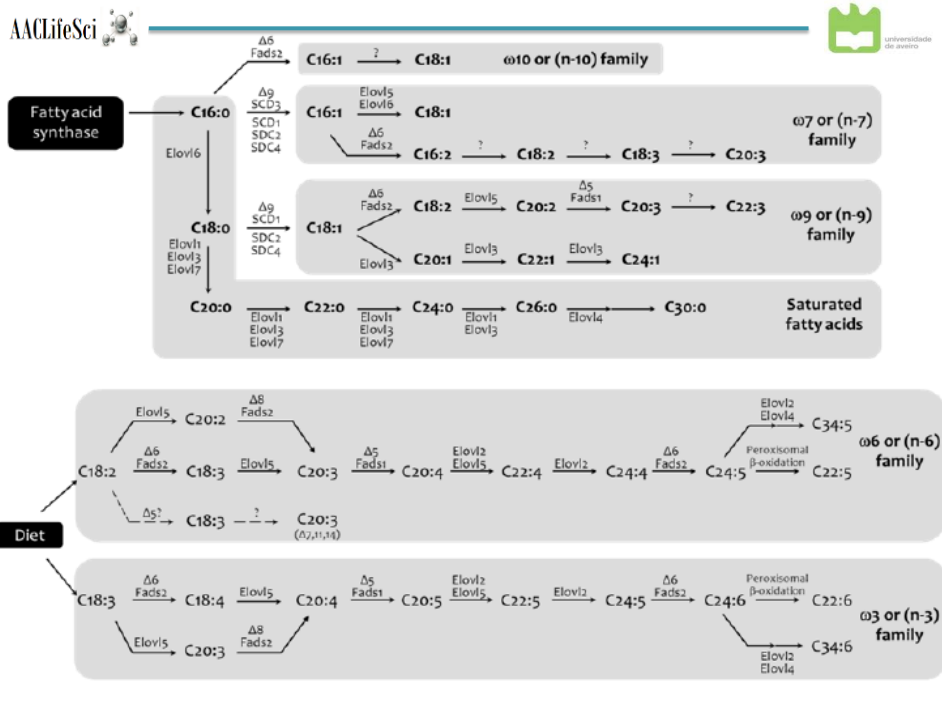 AACLifeSci
universidade
de aveiro
Δ6
Fads2
C16:1
?
C18:1
ω10 or (n-10) family
Fatty acid
synthase
C16:0
Δ9
SCD3
SCD1
SDC2
SDC4
C16:1
Elovl5
Elovl6
C18:1
Δ6
Fads2
C16:2
?
C18:2
?
C18:3
?
C20:3
ω7 or (n-7)
family
Elovl6
C18:0
Δ9
SCD1
SDC2
SDC4
C18:1
Δ6
Fads2
C18:2
Elovl5
C20:2
Δ5
Fads1
C20:3
?
C22:3
Elovl3
C20:1
Elovl3
C22:1
Elovl3
C24:1
ω9 or (n-9)
family
Elovl1
Elovl3
Elovl7
C20:0
Elovl1
Elovl3
Elovl7
C22:0
Elovl1
Elovl3
Elovl7
C24:0
Elovl1
Elovl3
C26:0
Elovl4
C30:0
Saturated
fatty acids
Diet
C18:2
Elovl5
C20:2
Δ8
Fads2
Δ6
Fads2
C18:3
Elovl5
C20:3
Δ5
Fads1
C20:4
Elovl2
Elovl5
C22:4
Elovl2
C24:4
Δ6
Fads2
C24:5
Elovl2
Elovl4
C34:5
Peroxisomal
β-oxidation
C22:5
Δ5?
C18:3
?
C20:3
(Δ7,11,14)
ω6 or (n-6)
family
C18:3
Δ6
Fads2
C18:4
Elovl5
C20:4
Δ5
Fads1
C20:5
Elovl2
Elovl5
C22:5
Elovl2
C24:5
Δ6
Fads2
C24:6
Peroxisomal
β-oxidation
C22:6
Elovl5
C20:3
Δ8
Fads2
Elovl2
Elovl4
C34:6
ω3 or (n-3)
family